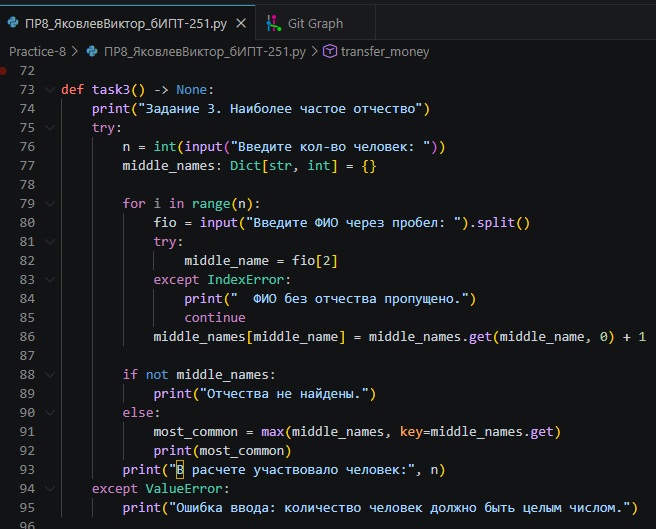 ПР8_ЯковлевВиктор_бИПТ-251.py × Git Graph
Practice-8 > ПР8_ЯковлевВиктор_бИПТ-251.py > transfer_money
72
73 def task3() -> None:
74     print("Задание 3. Наиболее частое отчество")
75     try:
76         n = int(input("Введите кол-во человек: "))
77         middle_names: Dict[str, int] = {}
78
79         for i in range(n):
80             fio = input("Введите ФИО через пробел: ").split()
81             try:
82                 middle_name = fio[2]
83             except IndexError:
84                 print("  ФИО без отчества пропущено.")
85                 continue
86             middle_names[middle_name] = middle_names.get(middle_name, 0) + 1
87
88         if not middle_names:
89             print("Отчества не найдены.")
90         else:
91             most_common = max(middle_names, key=middle_names.get)
92             print(most_common)
93         print("В расчете участвовало человек:", n)
94     except ValueError:
95         print("Ошибка ввода: количество человек должно быть целым числом.")
96